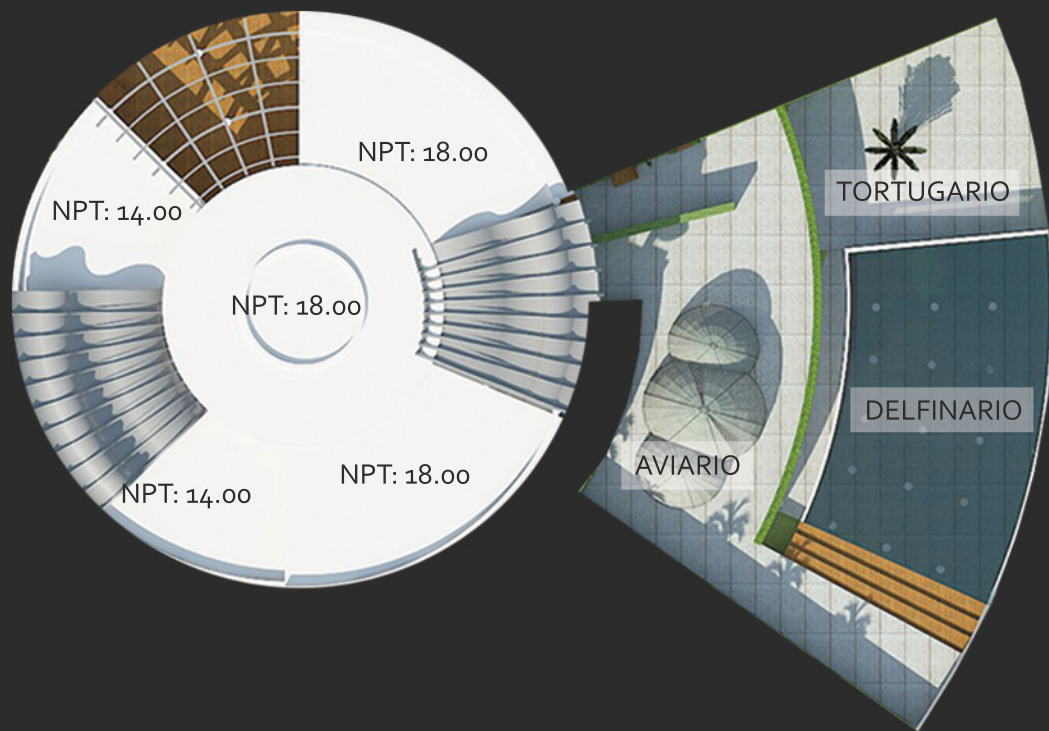 NPT: 18.00
TORTUGARIO
NPT: 14.00
NPT: 18.00
DELFINARIO
AVIARIO
NPT: 18.00
NPT: 14.00